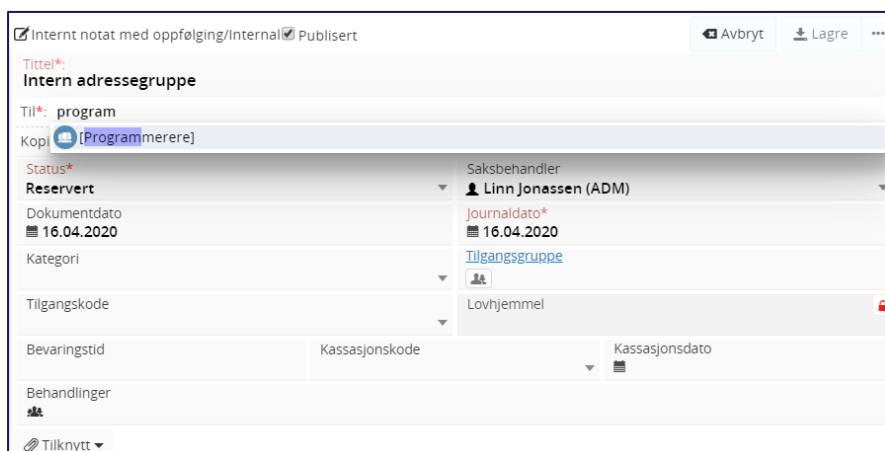 Internt notat med oppfølging/Internal Publisert Avbryt Lagre ...
Tittel*:
Intern adressegruppe
Til*: program
Kopi [Programmerere]
Status* Saksbehandler
Reservert Linn Jonassen (ADM)
Dokumentdato Journaldato*
16.04.2020 16.04.2020
Kategori Tilgangsgruppe
Tilgangskode Lovhjemmel
Bevaringstid Kassasjonskode Kassasjonsdato
Behandlinger
Tilknytt